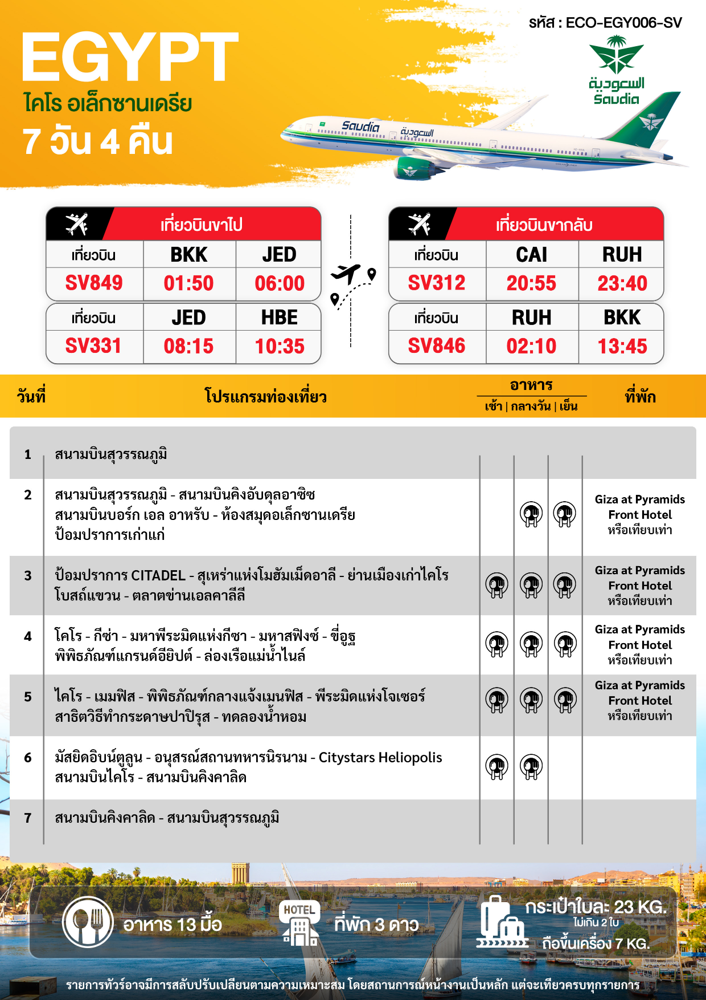 รหัส : ECO-EGY006-SV
EGYPT
ไคโร อเล็กซานเดรีย
7 วัน 4 คืน
السعودية
Saudia
Saudia السعودية
เที่ยวบินขาไป
เที่ยวบิน BKK JED
SV849 01:50 06:00
เที่ยวบิน JED HBE
SV331 08:15 10:35
เที่ยวบินขากลับ
เที่ยวบิน CAI RUH
SV312 20:55 23:40
เที่ยวบิน RUH BKK
SV846 02:10 13:45
วันที่ โปรแกรมท่องเที่ยว อาหาร ที่พัก
เช้า | กลางวัน | เย็น
1 สนามบินสุวรรณภูมิ
2 สนามบินสุวรรณภูมิ - สนามบินคิงอับดุลอาซิซ
สนามบินบอร์ก เอล อาหรับ - ห้องสมุดอเล็กซานเดรีย
ป้อมปราการเก่าแก่
Giza at Pyramids
Front Hotel
หรือเทียบเท่า
3 ป้อมปราการ CITADEL - สุเหร่าแห่งโมฮัมเม็ดอาลี - ย่านเมืองเก่าไคโร
โบสถ์แขวน - ตลาตข่านเอลคาลีลี
Giza at Pyramids
Front Hotel
หรือเทียบเท่า
4 โคโร - กีซ่า - มหาพีระมิดแห่งกีซา - มหาสฟิงซ์ - ขี่อูฐ
พิพิธภัณฑ์แกรนด์อียิปต์ - ล่องเรือแม่น้ำไนล์
Giza at Pyramids
Front Hotel
หรือเทียบเท่า
5 ไคโร - เมมฟิส - พิพิธภัณฑ์กลางแจ้งเมนฟิส - พีระมิดแห่งโจเซอร์
สาธิตวิธีทำกระดาษปาปิรุส - ทดลองน้ำหอม
Giza at Pyramids
Front Hotel
หรือเทียบเท่า
6 มัสยิดอิบน์ตูลูน - อนุสรณ์สถานทหารนิรนาม - Citystars Heliopolis
สนามบินไคโร - สนามบินคิงคาลิด
7 สนามบินคิงคาลิด - สนามบินสุวรรณภูมิ
อาหาร 13 มื้อ
HOTEL
ที่พัก 3 ดาว
กระเป๋าใบละ 23 KG.
ไม่เกิน 2 ใบ
ถือขึ้นเครื่อง 7 KG.
รายการทัวร์อาจมีการสลับปรับเปลี่ยนตามความเหมาะสม โดยสถานการณ์หน้างานเป็นหลัก แต่จะเทียวครบทุกรายการ